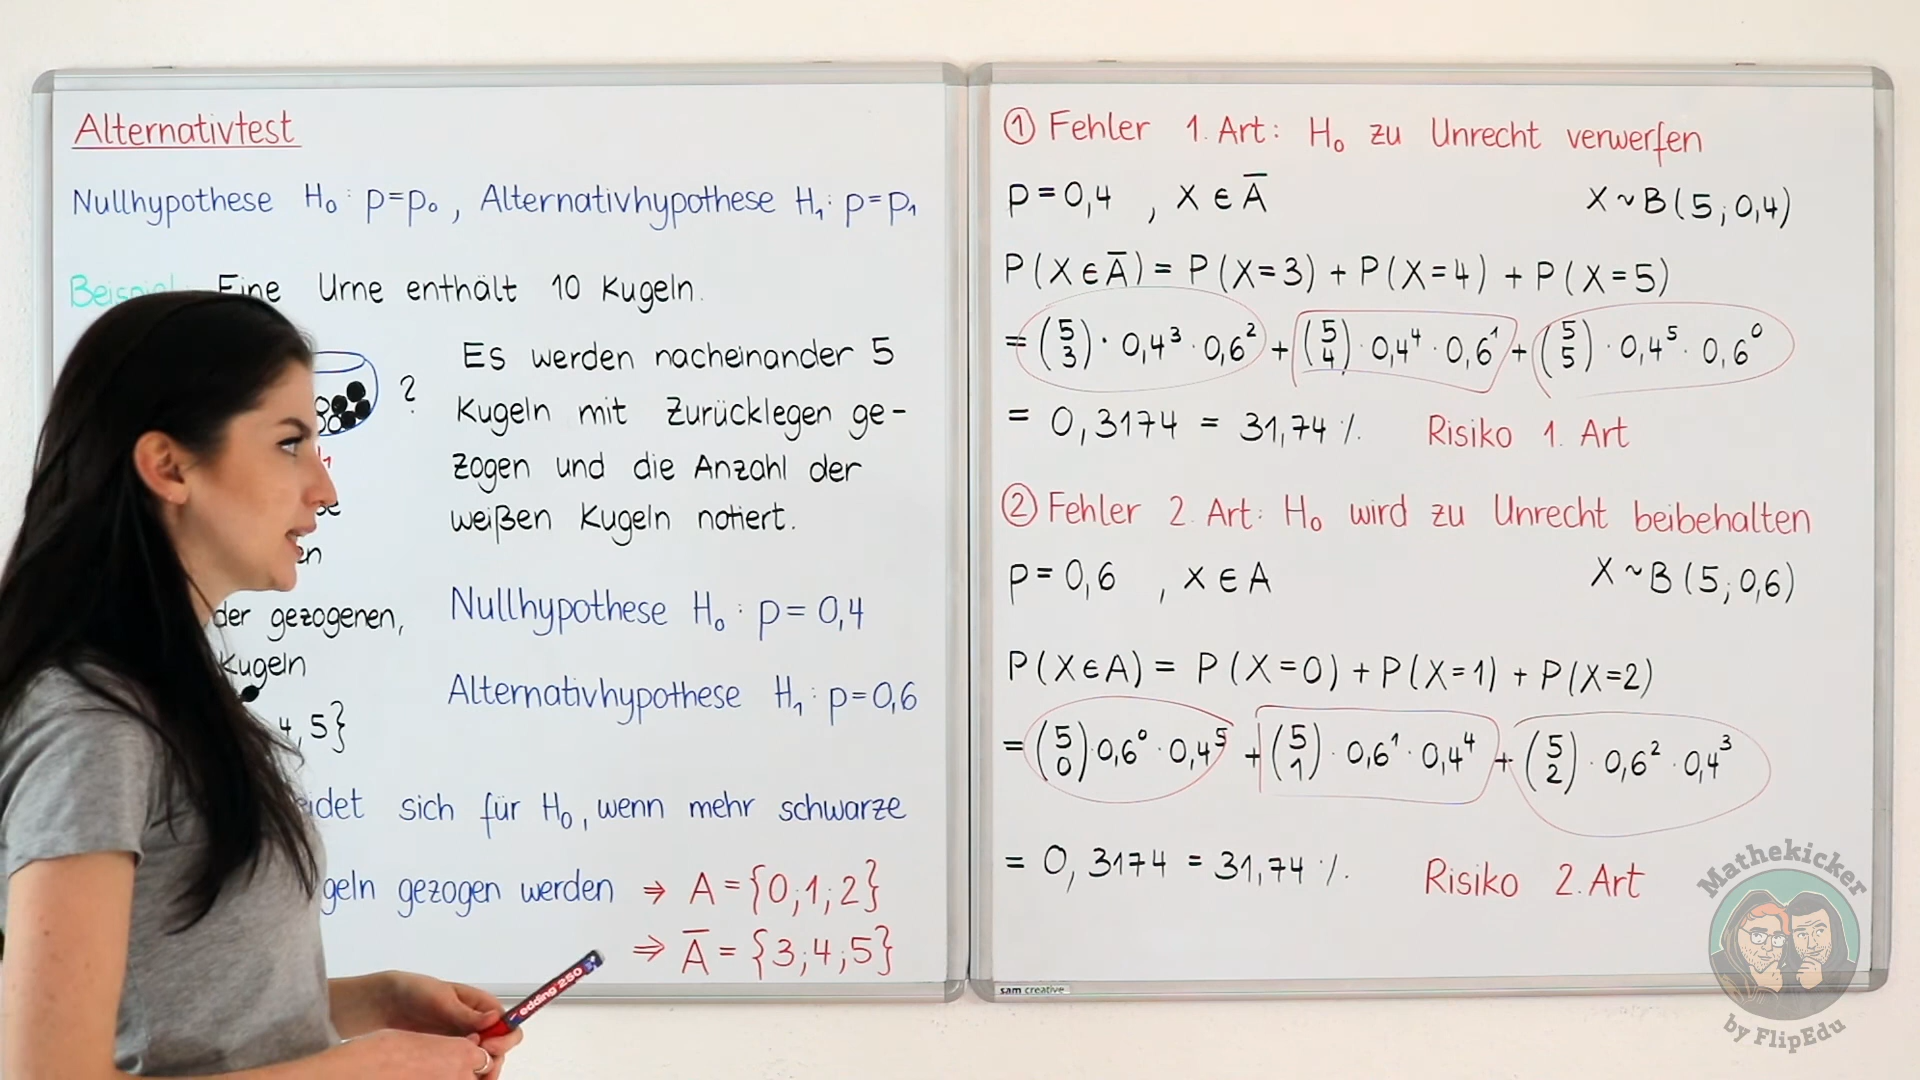 Alternativtest
Nullhypothese H₀: p=p₀, Alternativhypothese H₁: p=p₁
Beispiel: Eine Urne enthält 10 Kugeln.
?
Es werden nacheinander 5
Kugeln mit Zurücklegen ge-
zogen und die Anzahl der
weißen Kugeln notiert.
der gezogenen,
Kugeln
4, 5}
Nullhypothese H₀: p = 0,4
Alternativhypothese H₁: p=0,6
sich für H₀, wenn mehr schwarze
gezogen werden ⇒ A = {0;1;2}
⇒ A̅ = {3;4;5}
edding 250
① Fehler 1. Art: H₀ zu Unrecht verwerfen
p=0,4 , X ∈ A̅ X ~ B(5; 0,4)
P(X ∈ A̅) = P(X=3) + P(X=4) + P(X=5)
= (5 3) · 0,4³ · 0,6² + (5 4) · 0,4⁴ · 0,6¹ + (5 5) · 0,4⁵ · 0,6⁰
= 0,3174 = 31,74 %. Risiko 1. Art
② Fehler 2. Art: H₀ wird zu Unrecht beibehalten
p=0,6 , X ∈ A X ~ B(5; 0,6)
P(X ∈ A) = P(X=0) + P(X=1) + P(X=2)
= (5 0) · 0,6⁰ · 0,4⁵ + (5 1) · 0,6¹ · 0,4⁴ + (5 2) · 0,6² · 0,4³
= 0,3174 = 31,74 %. Risiko 2. Art
sam creative
Mathekicker
by FlipEdu